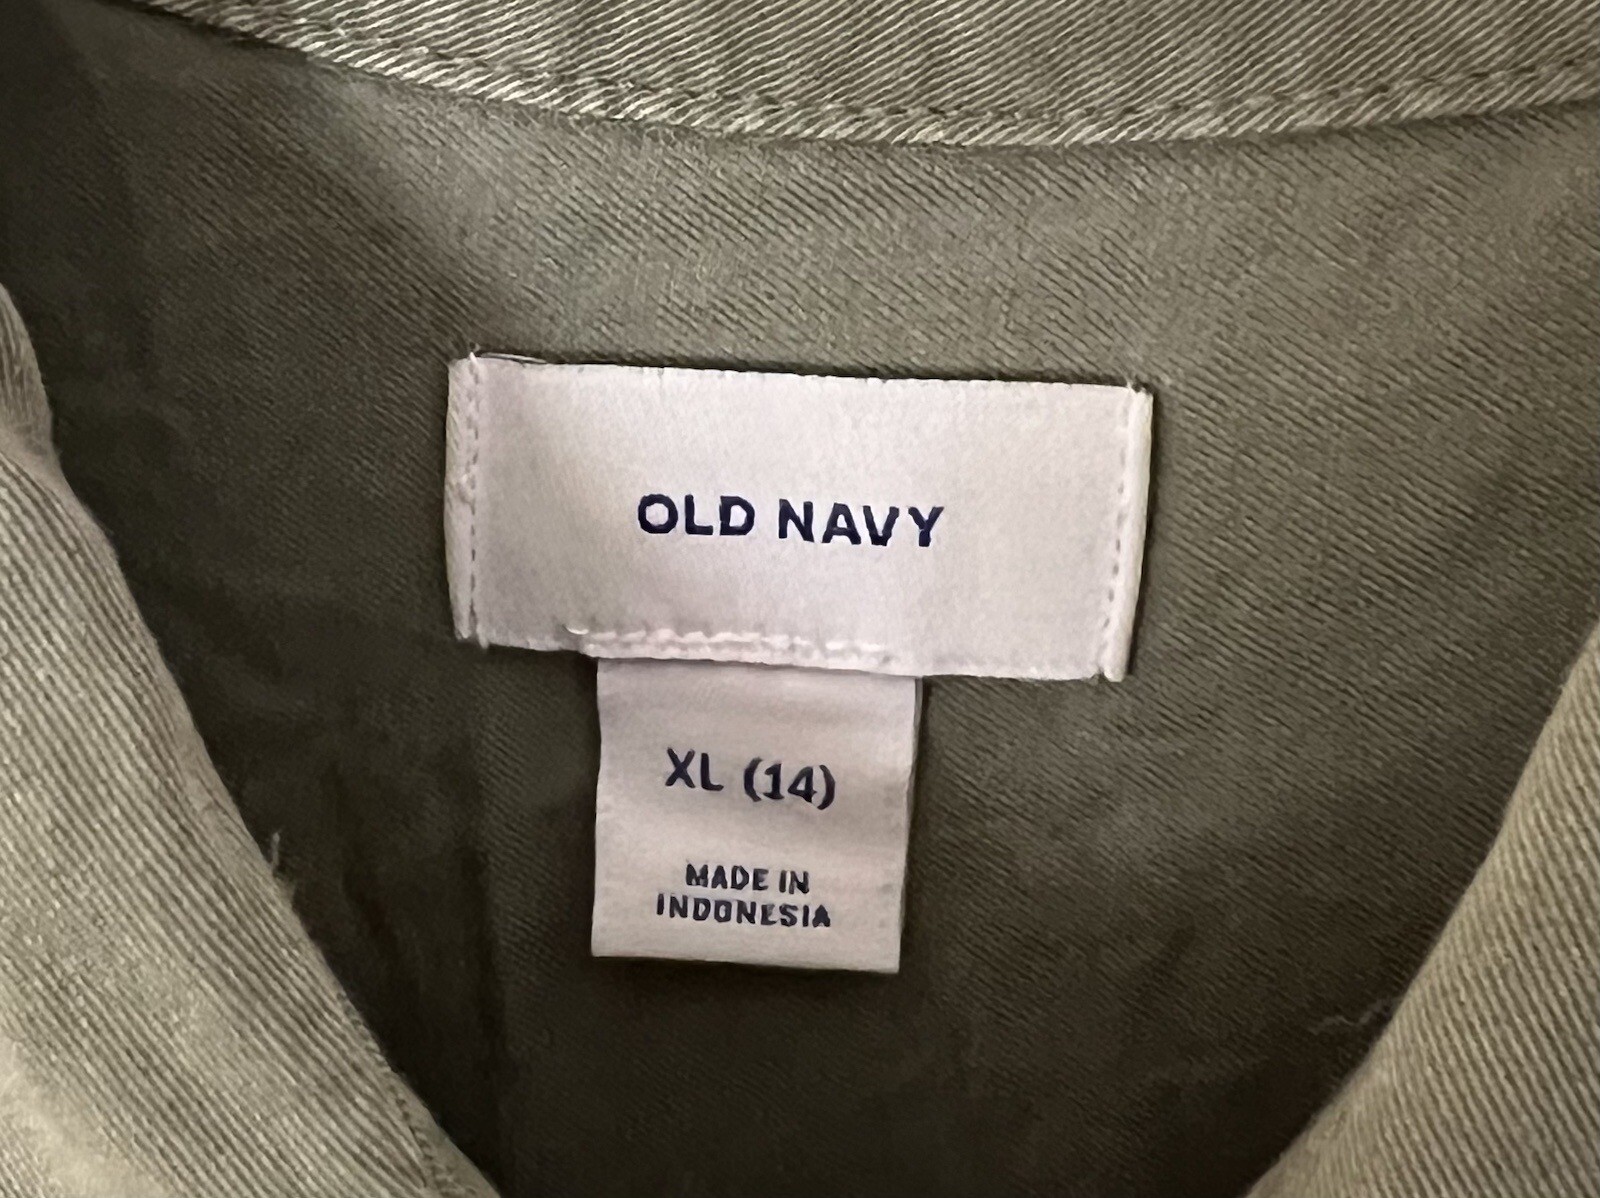 OLD NAVY
XL (14)
MADE IN
INDONESIA